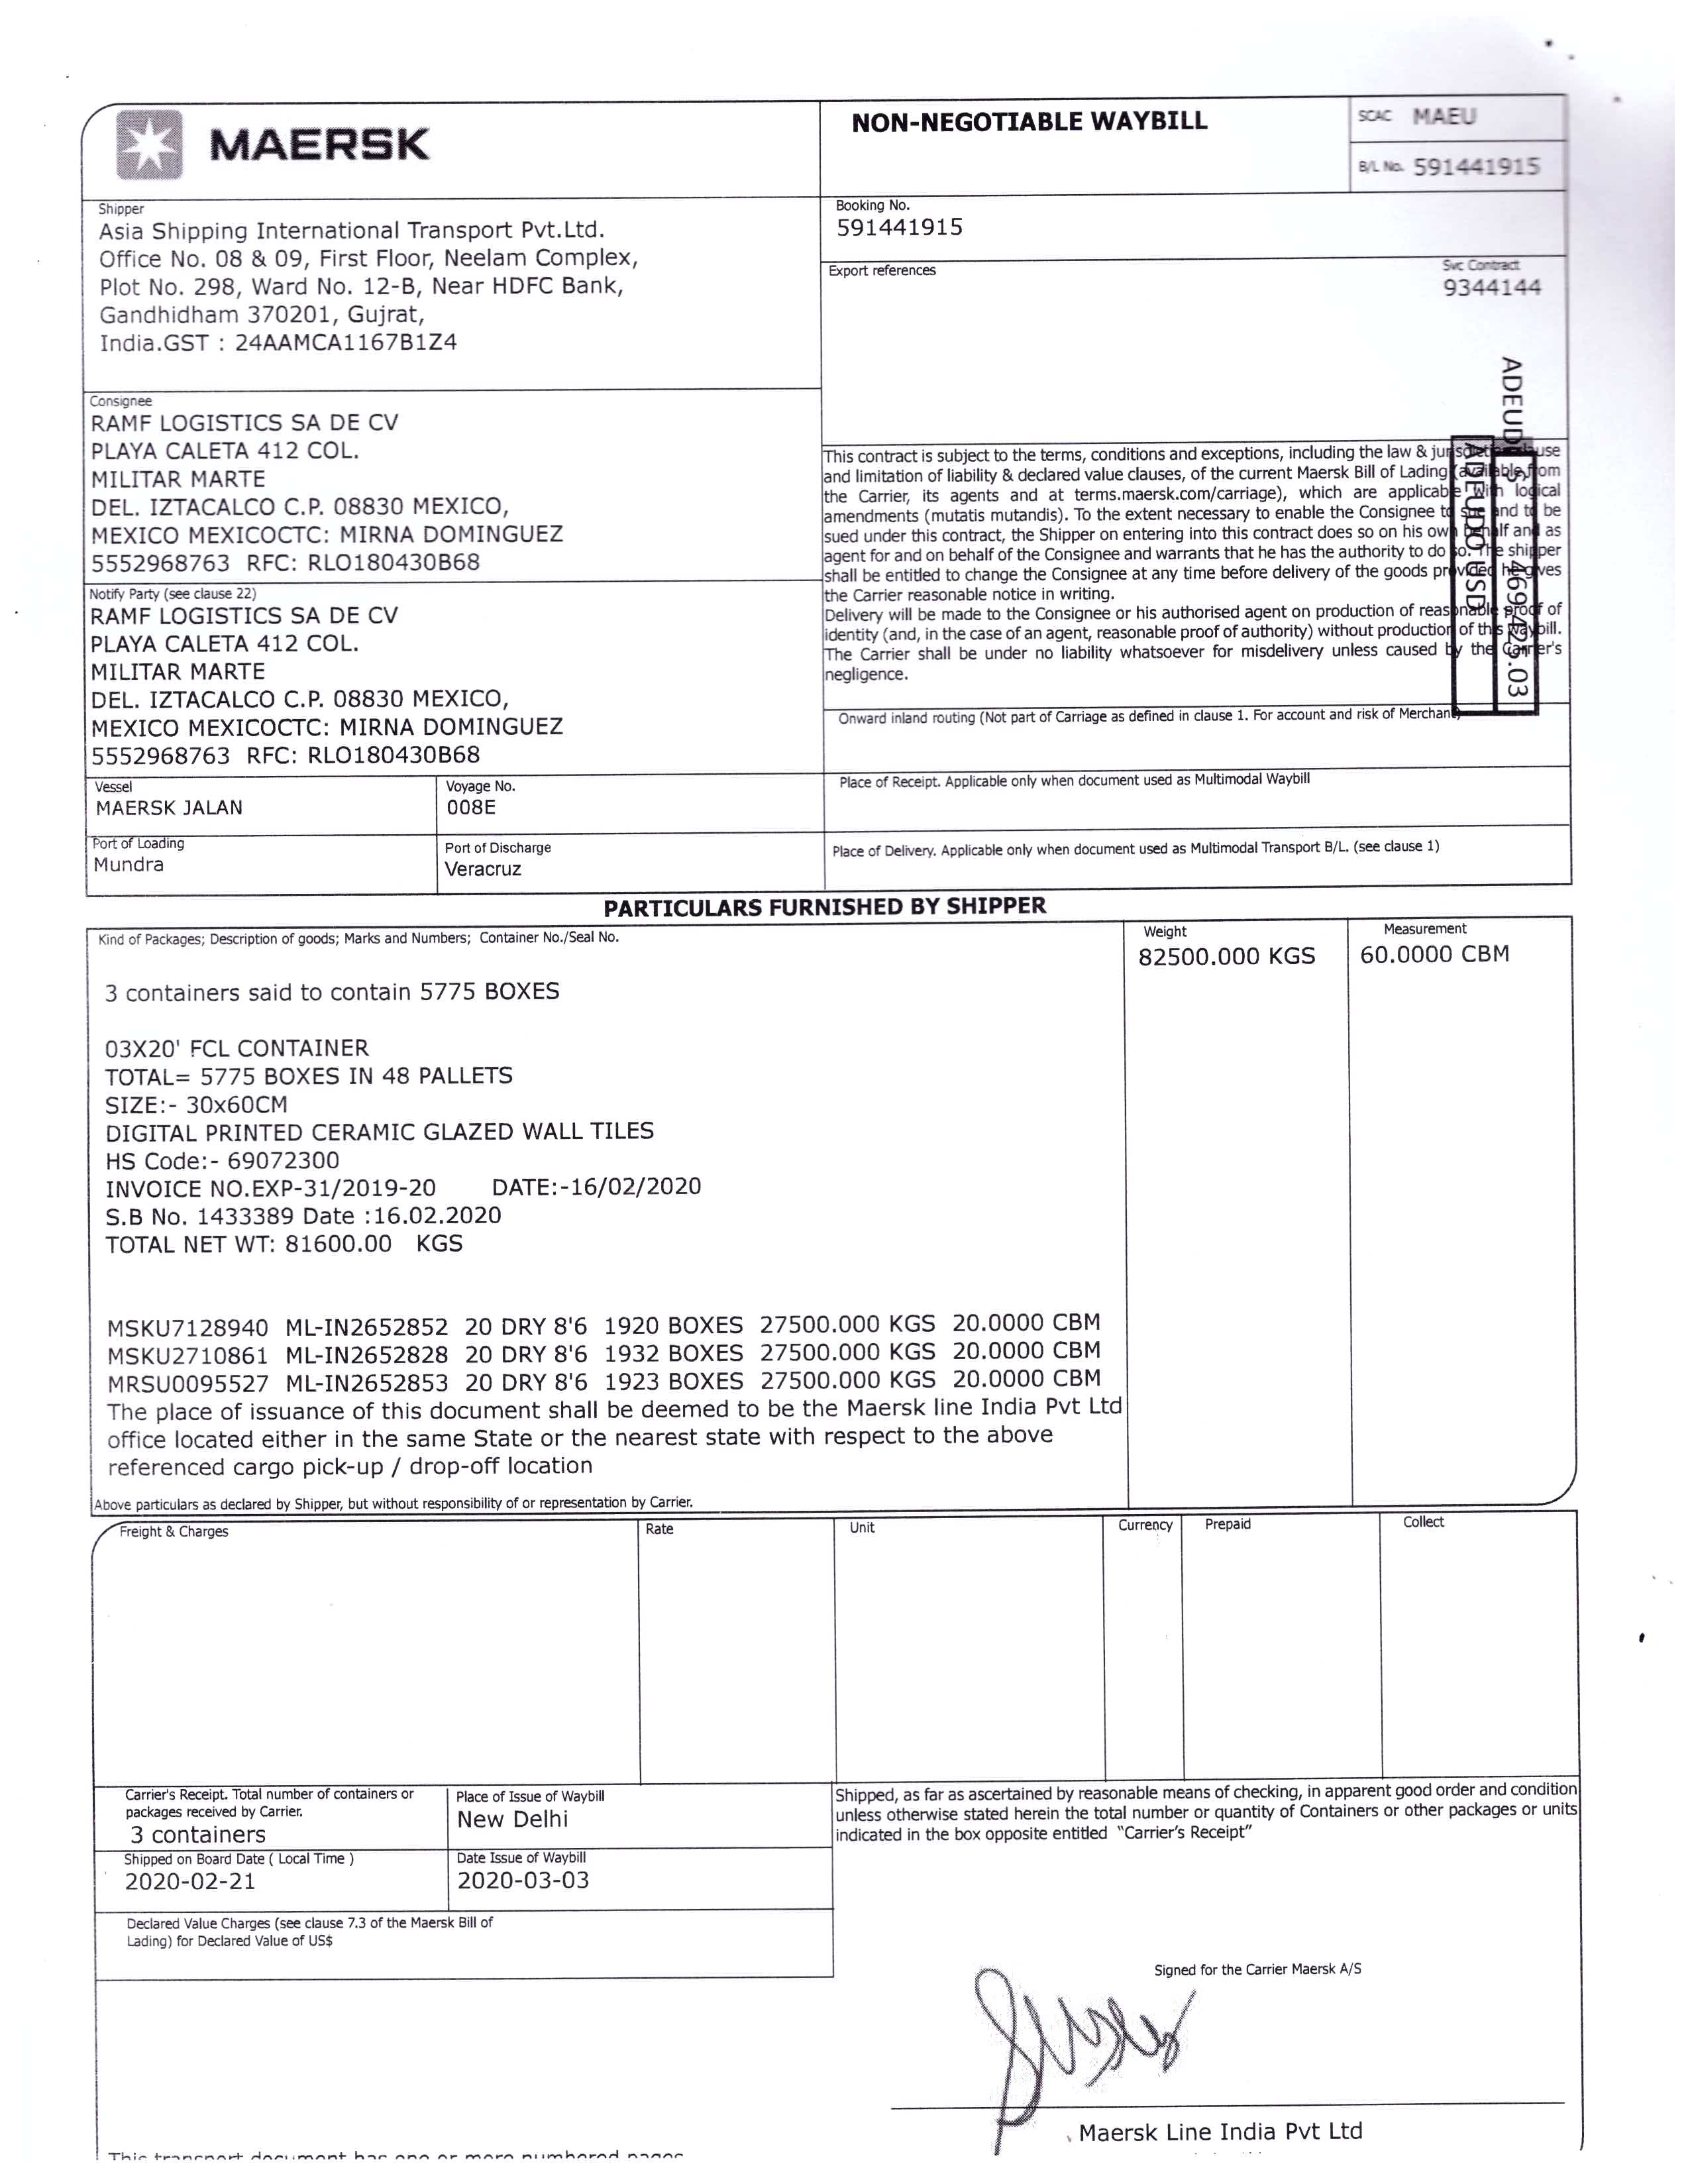 MAERSK
NON-NEGOTIABLE WAYBILL
SCAC MAEU
B/L No. 591441915
Shipper
Asia Shipping International Transport Pvt.Ltd.
Office No. 08 & 09, First Floor, Neelam Complex,
Plot No. 298, Ward No. 12-B, Near HDFC Bank,
Gandhidham 370201, Gujrat,
India.GST : 24AAMCA1167B1Z4
Booking No.
591441915
Export references
Svc Contract
9344144
Consignee
RAMF LOGISTICS SA DE CV
PLAYA CALETA 412 COL.
MILITAR MARTE
DEL. IZTACALCO C.P. 08830 MEXICO,
MEXICO MEXICOCTC: MIRNA DOMINGUEZ
5552968763 RFC: RLO180430B68
This contract is subject to the terms, conditions and exceptions, including the law & jurisdiction clause
and limitation of liability & declared value clauses, of the current Maersk Bill of Lading (available from
the Carrier, its agents and at terms.maersk.com/carriage), which are applicable with logical
amendments (mutatis mutandis). To the extent necessary to enable the Consignee to sue and to be
sued under this contract, the Shipper on entering into this contract does so on his own behalf and as
agent for and on behalf of the Consignee and warrants that he has the authority to do so. The shipper
shall be entitled to change the Consignee at any time before delivery of the goods provided he gives
the Carrier reasonable notice in writing.
Delivery will be made to the Consignee or his authorised agent on production of reasonable proof of
identity (and, in the case of an agent, reasonable proof of authority) without production of this waybill.
The Carrier shall be under no liability whatsoever for misdelivery unless caused by the Carrier's
negligence.
ADEUDO USD
Notify Party (see clause 22)
RAMF LOGISTICS SA DE CV
PLAYA CALETA 412 COL.
MILITAR MARTE
DEL. IZTACALCO C.P. 08830 MEXICO,
MEXICO MEXICOCTC: MIRNA DOMINGUEZ
5552968763 RFC: RLO180430B68
Onward inland routing (Not part of Carriage as defined in clause 1. For account and risk of Merchant)
Vessel
MAERSK JALAN
Voyage No.
008E
Place of Receipt. Applicable only when document used as Multimodal Waybill
Port of Loading
Mundra
Port of Discharge
Veracruz
Place of Delivery. Applicable only when document used as Multimodal Transport B/L. (see clause 1)
PARTICULARS FURNISHED BY SHIPPER
Kind of Packages; Description of goods; Marks and Numbers; Container No./Seal No.
Weight
82500.000 KGS
Measurement
60.0000 CBM
3 containers said to contain 5775 BOXES
03X20' FCL CONTAINER
TOTAL= 5775 BOXES IN 48 PALLETS
SIZE:- 30x60CM
DIGITAL PRINTED CERAMIC GLAZED WALL TILES
HS Code:- 69072300
INVOICE NO.EXP-31/2019-20 DATE:-16/02/2020
S.B No. 1433389 Date :16.02.2020
TOTAL NET WT: 81600.00 KGS
MSKU7128940 ML-IN2652852 20 DRY 8'6 1920 BOXES 27500.000 KGS 20.0000 CBM
MSKU2710861 ML-IN2652828 20 DRY 8'6 1932 BOXES 27500.000 KGS 20.0000 CBM
MRSU0095527 ML-IN2652853 20 DRY 8'6 1923 BOXES 27500.000 KGS 20.0000 CBM
The place of issuance of this document shall be deemed to be the Maersk line India Pvt Ltd
office located either in the same State or the nearest state with respect to the above
referenced cargo pick-up / drop-off location
Above particulars as declared by Shipper, but without responsibility of or representation by Carrier.
Freight & Charges
Rate
Unit
Currency
Prepaid
Collect
Carrier's Receipt. Total number of containers or
packages received by Carrier.
3 containers
Place of Issue of Waybill
New Delhi
Shipped, as far as ascertained by reasonable means of checking, in apparent good order and condition
unless otherwise stated herein the total number or quantity of Containers or other packages or units
indicated in the box opposite entitled "Carrier's Receipt"
Shipped on Board Date ( Local Time )
2020-02-21
Date Issue of Waybill
2020-03-03
Declared Value Charges (see clause 7.3 of the Maersk Bill of
Lading) for Declared Value of US$
Signed for the Carrier Maersk A/S
Maersk Line India Pvt Ltd
This transport document has one or more numbered pages